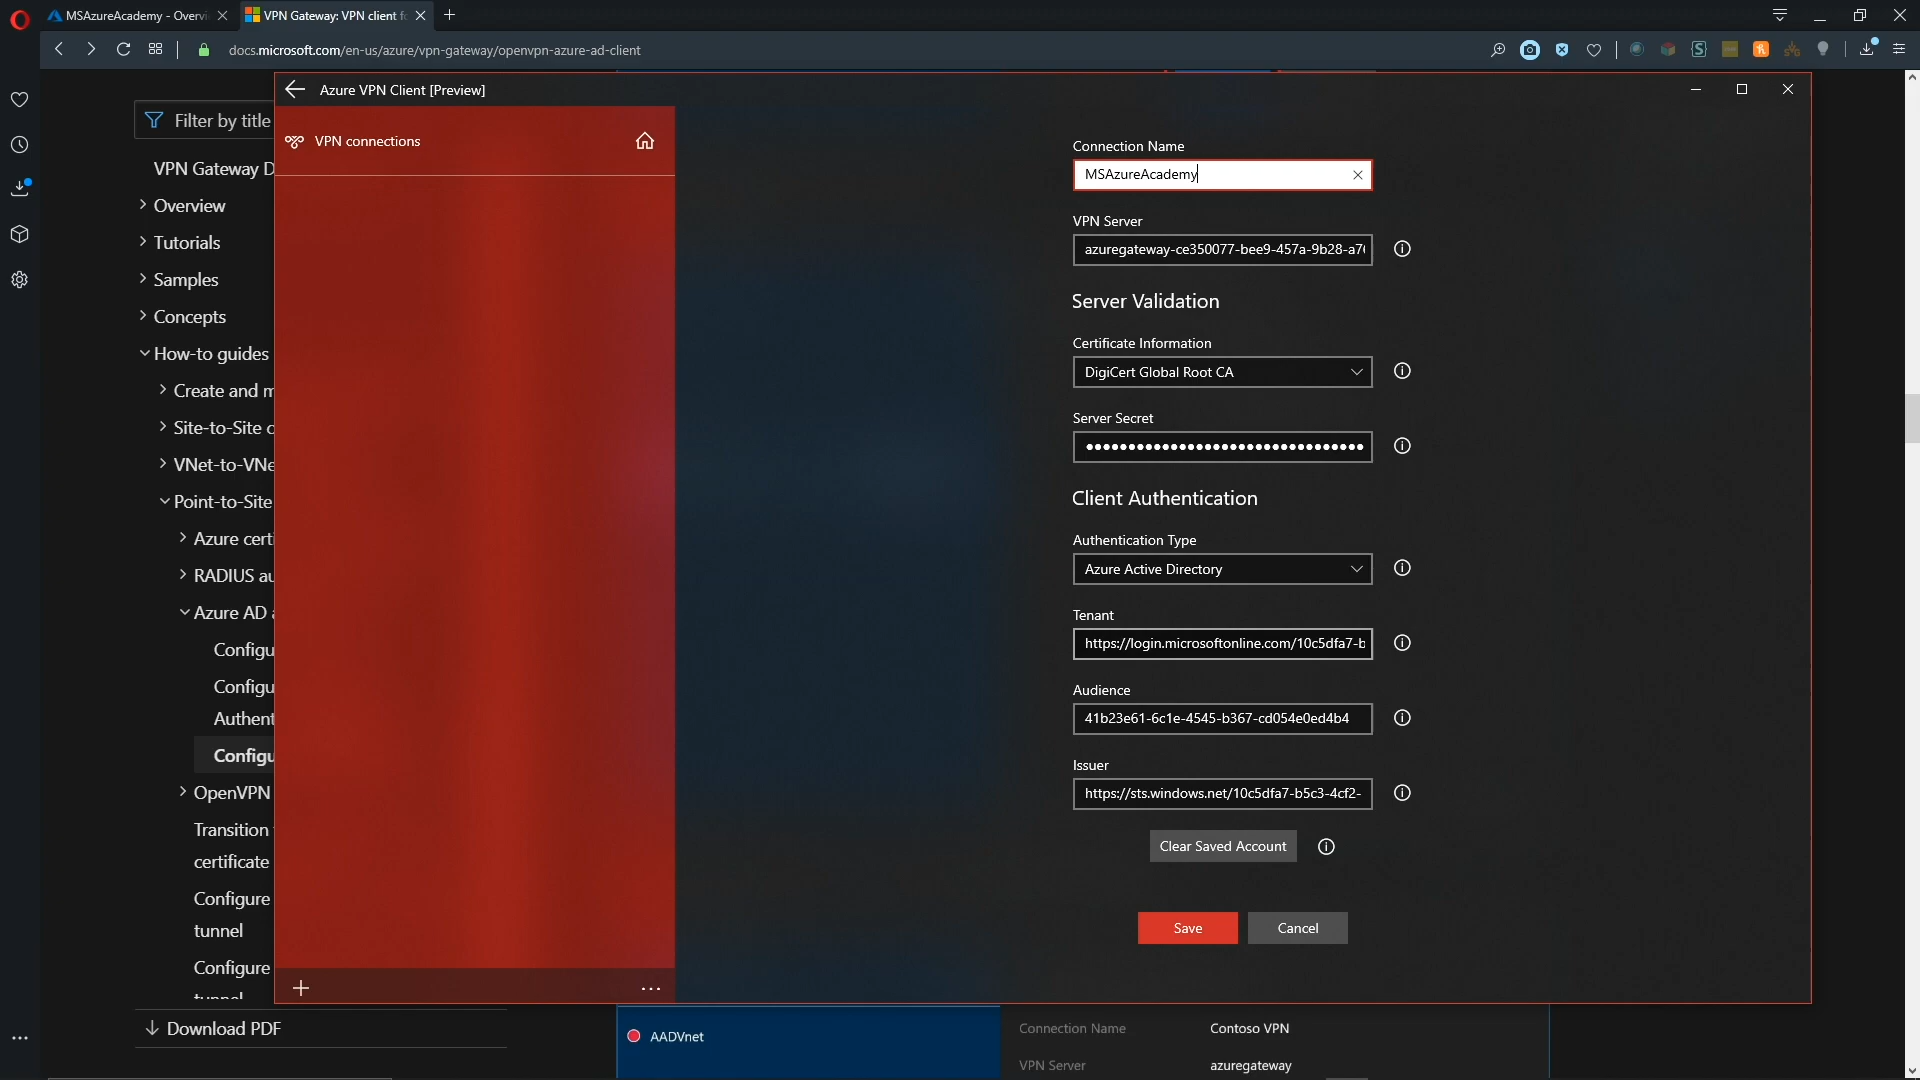 MSAzureAcademy - Overvi
VPN Gateway: VPN client f
docs.microsoft.com/en-us/azure/vpn-gateway/openvpn-azure-ad-client
Filter by title
VPN Gateway D
Overview
Tutorials
Samples
Concepts
How-to guides
Create and m
Site-to-Site c
VNet-to-VNe
Point-to-Site
Azure certi
RADIUS au
Azure AD a
Configu
Configu
Authent
Configu
OpenVPN
Transition
certificate
Configure
tunnel
Configure
tunnel
Download PDF
Azure VPN Client [Preview]
VPN connections
Connection Name
MSAzureAcademy
VPN Server
azuregateway-ce350077-bee9-457a-9b28-a7
Server Validation
Certificate Information
DigiCert Global Root CA
Server Secret
••••••••••••••••••••••••••••••••
Client Authentication
Authentication Type
Azure Active Directory
Tenant
https://login.microsoftonline.com/10c5dfa7-b
Audience
41b23e61-6c1e-4545-b367-cd054e0ed4b4
Issuer
https://sts.windows.net/10c5dfa7-b5c3-4cf2-
Clear Saved Account
Save
Cancel
AADVnet
Connection Name
Contoso VPN
VPN Server
azuregateway